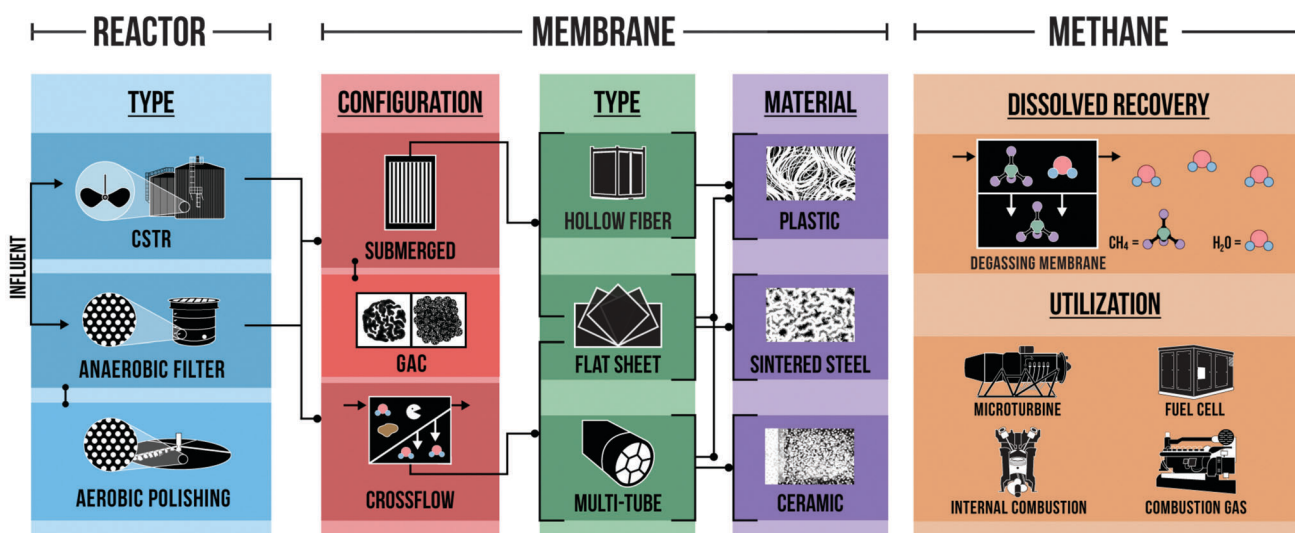 REACTOR
MEMBRANE
METHANE
TYPE
CONFIGURATION
TYPE
MATERIAL
DISSOLVED RECOVERY
INFLUENT
CSTR
ANAEROBIC FILTER
AEROBIC POLISHING
SUBMERGED
GAC
CROSSFLOW
HOLLOW FIBER
FLAT SHEET
MULTI-TUBE
PLASTIC
SINTERED STEEL
CERAMIC
DEGASSING MEMBRANE
CH₄ =
H₂O =
UTILIZATION
MICROTURBINE
FUEL CELL
INTERNAL COMBUSTION
COMBUSTION GAS